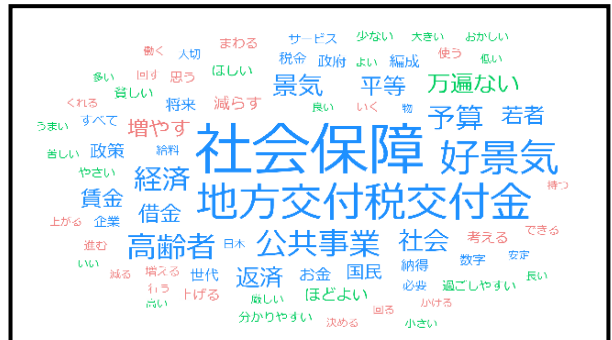 働く 人切 まわる サービス 少ない 大きい おかしい
多い 回す 思う ほしい 税金 政府 よい 編成 使う 低い
貧しい 景気 平等 万遍ない
くれる 将来 減らす 良い いく 物
うまい すべて 増やす 予算 若者
苦しい 政策 給料 社会保障 好景気
やさい 経済 持つ
賃金 地方交付税交付金
上がる 企業 借金 できる
進む 高齢者 日本 公共事業 社会 考える
いい 減る 増える 世代 返済 お金 国民 納得 数字 安定
行う 上げる 厳しい ほどよい 必要 過ごしやすい 長い
高い 分かりやすい 決める 回る かける 小さい